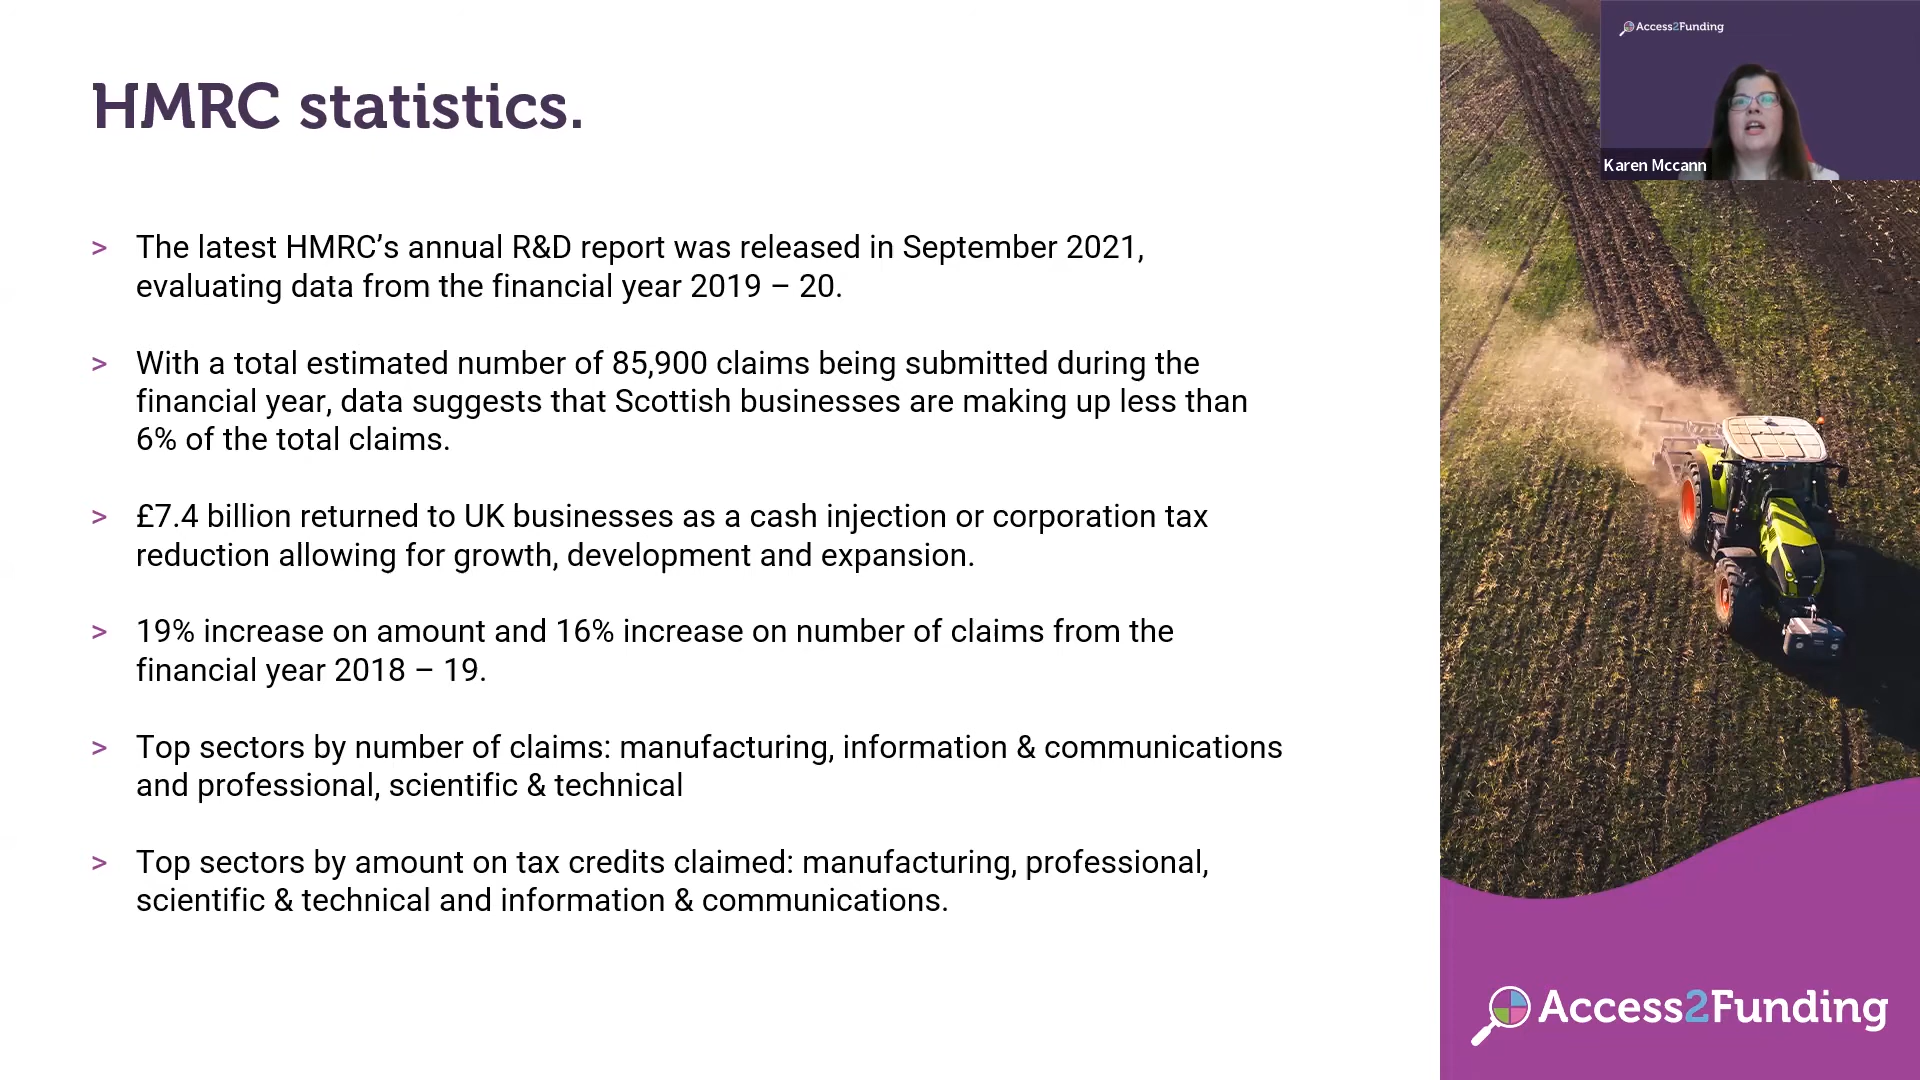 HMRC statistics.
> The latest HMRC’s annual R&D report was released in September 2021,
evaluating data from the financial year 2019 – 20.
> With a total estimated number of 85,900 claims being submitted during the
financial year, data suggests that Scottish businesses are making up less than
6% of the total claims.
> £7.4 billion returned to UK businesses as a cash injection or corporation tax
reduction allowing for growth, development and expansion.
> 19% increase on amount and 16% increase on number of claims from the
financial year 2018 – 19.
> Top sectors by number of claims: manufacturing, information & communications
and professional, scientific & technical
> Top sectors by amount on tax credits claimed: manufacturing, professional,
scientific & technical and information & communications.
Access2Funding
Karen Mccann
Access2Funding